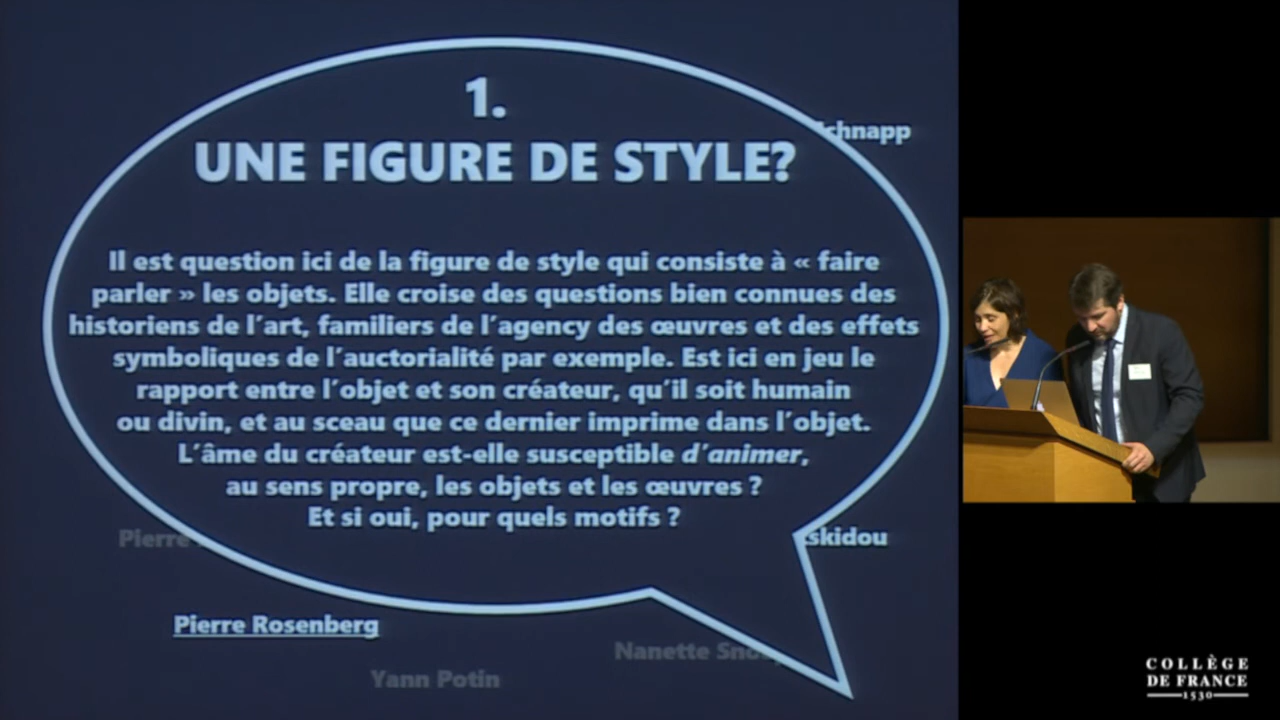 1.
UNE FIGURE DE STYLE?
chnapp
Il est question ici de la figure de style qui consiste à « faire
parler » les objets. Elle croise des questions bien connues des
historiens de l'art, familiers de l'agency des œuvres et des effets
symboliques de l'auctorialité par exemple. Est ici en jeu le
rapport entre l'objet et son créateur, qu'il soit humain
ou divin, et au sceau que ce dernier imprime dans l'objet.
L'âme du créateur est-elle susceptible d'animer,
au sens propre, les objets et les œuvres ?
Et si oui, pour quels motifs ?
Pierre
skidou
Pierre Rosenberg
Nanette
Yann Potin
COLLÈGE
DE FRANCE
1530